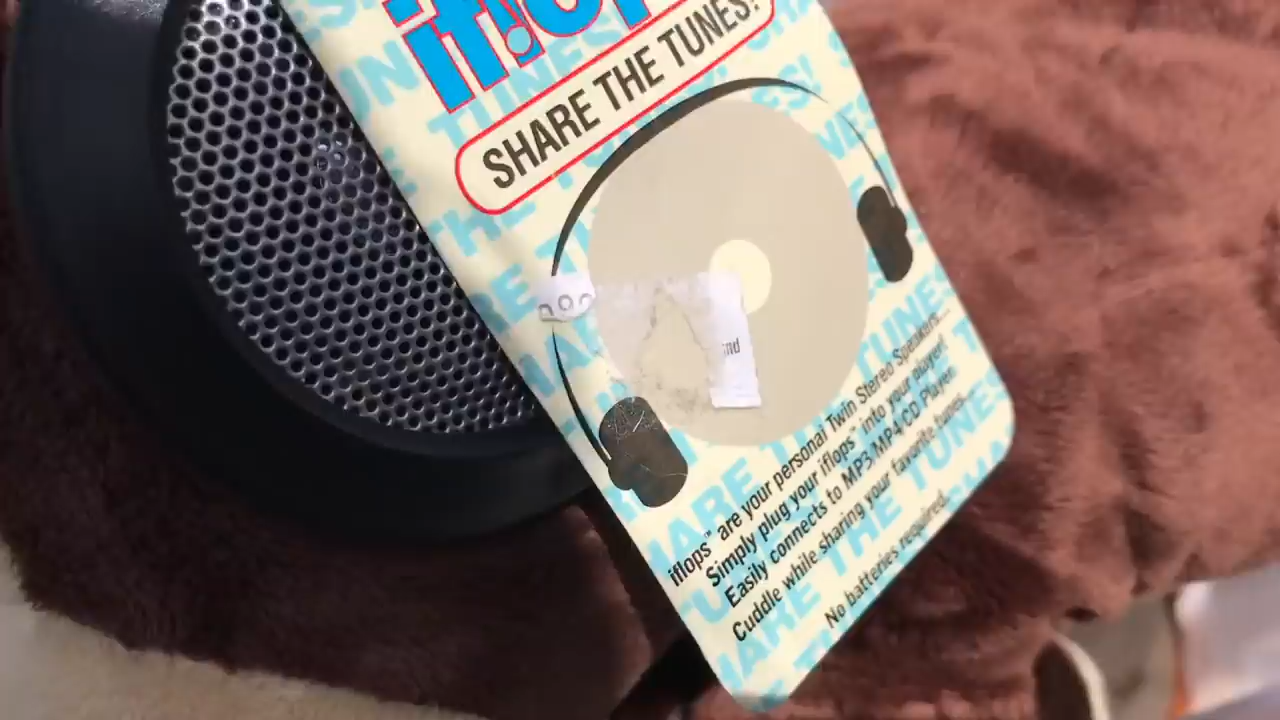 SHARE THE TUNES!
iflops™ are your personal Twin Stereo Speakers...
Simply plug your iflops™ into your player!
Easily connects to MP3/MP4/CD Player
Cuddle while sharing your favorite tunes.
No batteries required.